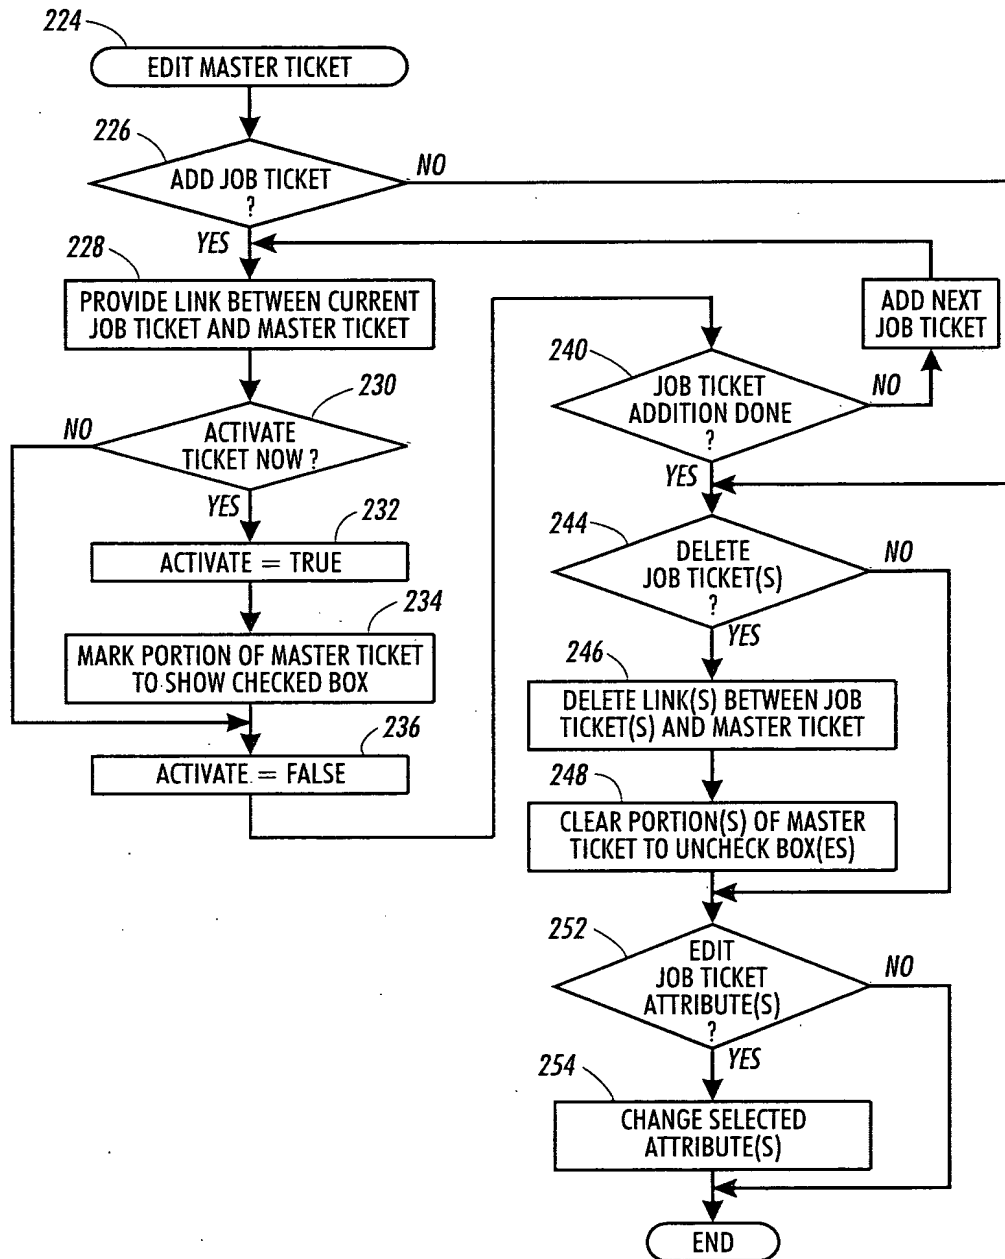 224
EDIT MASTER TICKET
226
ADD JOB TICKET
?
NO
YES
228
PROVIDE LINK BETWEEN CURRENT
JOB TICKET AND MASTER TICKET
230
NO
ACTIVATE
TICKET NOW ?
YES
232
ACTIVATE = TRUE
234
MARK PORTION OF MASTER TICKET
TO SHOW CHECKED BOX
236
ACTIVATE = FALSE
ADD NEXT
JOB TICKET
240
JOB TICKET
ADDITION DONE
?
NO
YES
244
DELETE
JOB TICKET(S)
?
NO
YES
246
DELETE LINK(S) BETWEEN JOB
TICKET(S) AND MASTER TICKET
248
CLEAR PORTION(S) OF MASTER
TICKET TO UNCHECK BOX(ES)
252
EDIT
JOB TICKET
ATTRIBUTE(S)
?
NO
YES
254
CHANGE SELECTED
ATTRIBUTE(S)
END